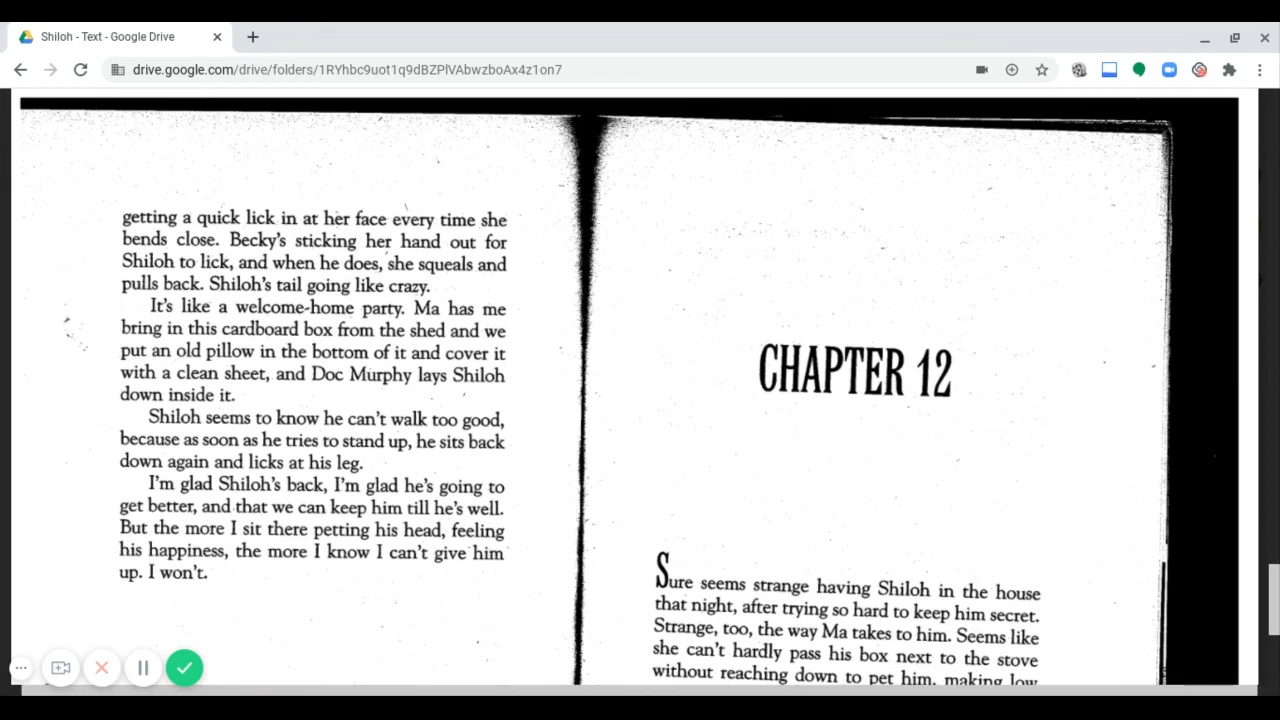 Shiloh - Text - Google Drive
drive.google.com/drive/folders/1RYhbc9uot1q9dBZPlVAbwzboAx4z1on7
getting a quick lick in at her face every time she
bends close. Becky's sticking her hand out for
Shiloh to lick, and when he does, she squeals and
pulls back. Shiloh's tail going like crazy.
It's like a welcome-home party. Ma has me
bring in this cardboard box from the shed and we
put an old pillow in the bottom of it and cover it
with a clean sheet, and Doc Murphy lays Shiloh
down inside it.
Shiloh seems to know he can't walk too good,
because as soon as he tries to stand up, he sits back
down again and licks at his leg.
I'm glad Shiloh's back, I'm glad he's going to
get better, and that we can keep him till he's well.
But the more I sit there petting his head, feeling
his happiness, the more I know I can't give him
up. I won't.
CHAPTER 12
Sure seems strange having Shiloh in the house
that night, after trying so hard to keep him secret.
Strange, too, the way Ma takes to him. Seems like
she can't hardly pass his box next to the stove
without reaching down to pet him, making low